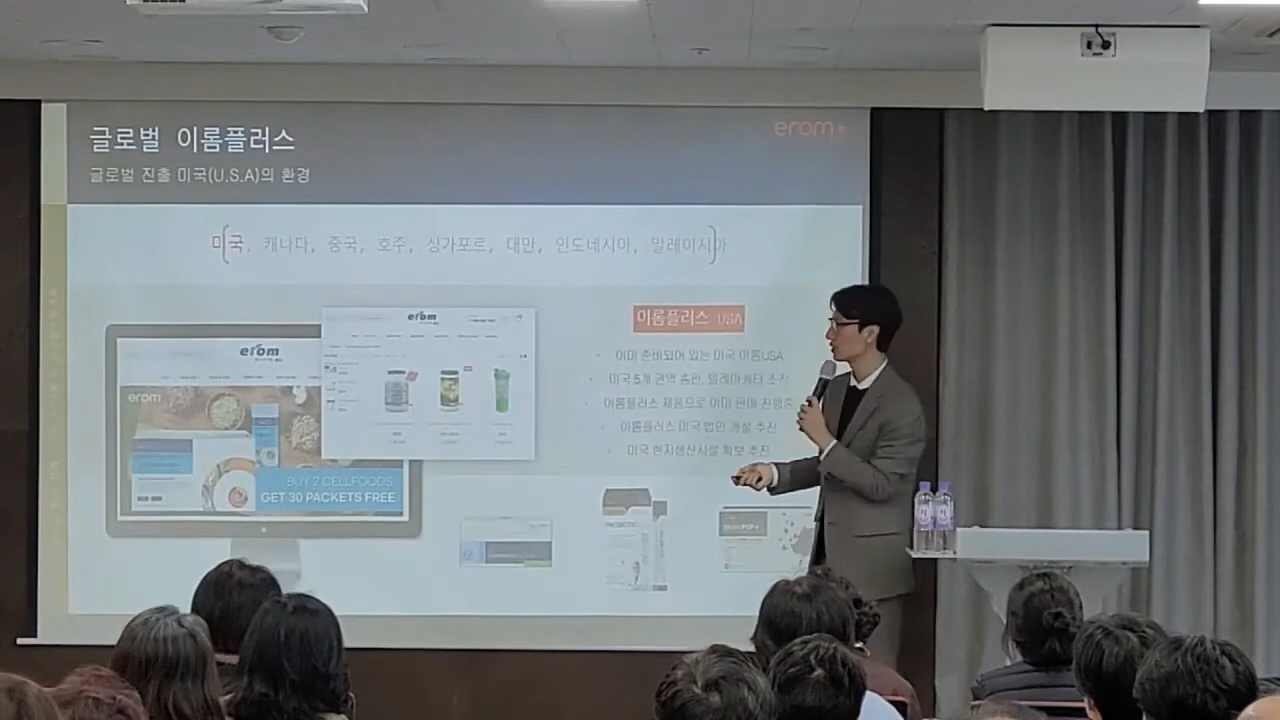 글로벌 이롬플러스
erom+
글로벌 진출 미국(U.S.A)의 환경
미국, 캐나다, 중국, 호주, 싱가포르, 대만, 인도네시아, 말레이시아
이롬플러스 USA
이미 준비되어 있는 미국 이롬USA
미국 5개 권역 총판, 텔레마케터 조직
이롬플러스 제품으로 이미 판매 진행중
이롬플러스 미국 법인 개설 추진
미국 현지생산시설 확보 추진
erom
erom
erom
BUY 2 CELLFOODS
GET 30 PACKETS FREE